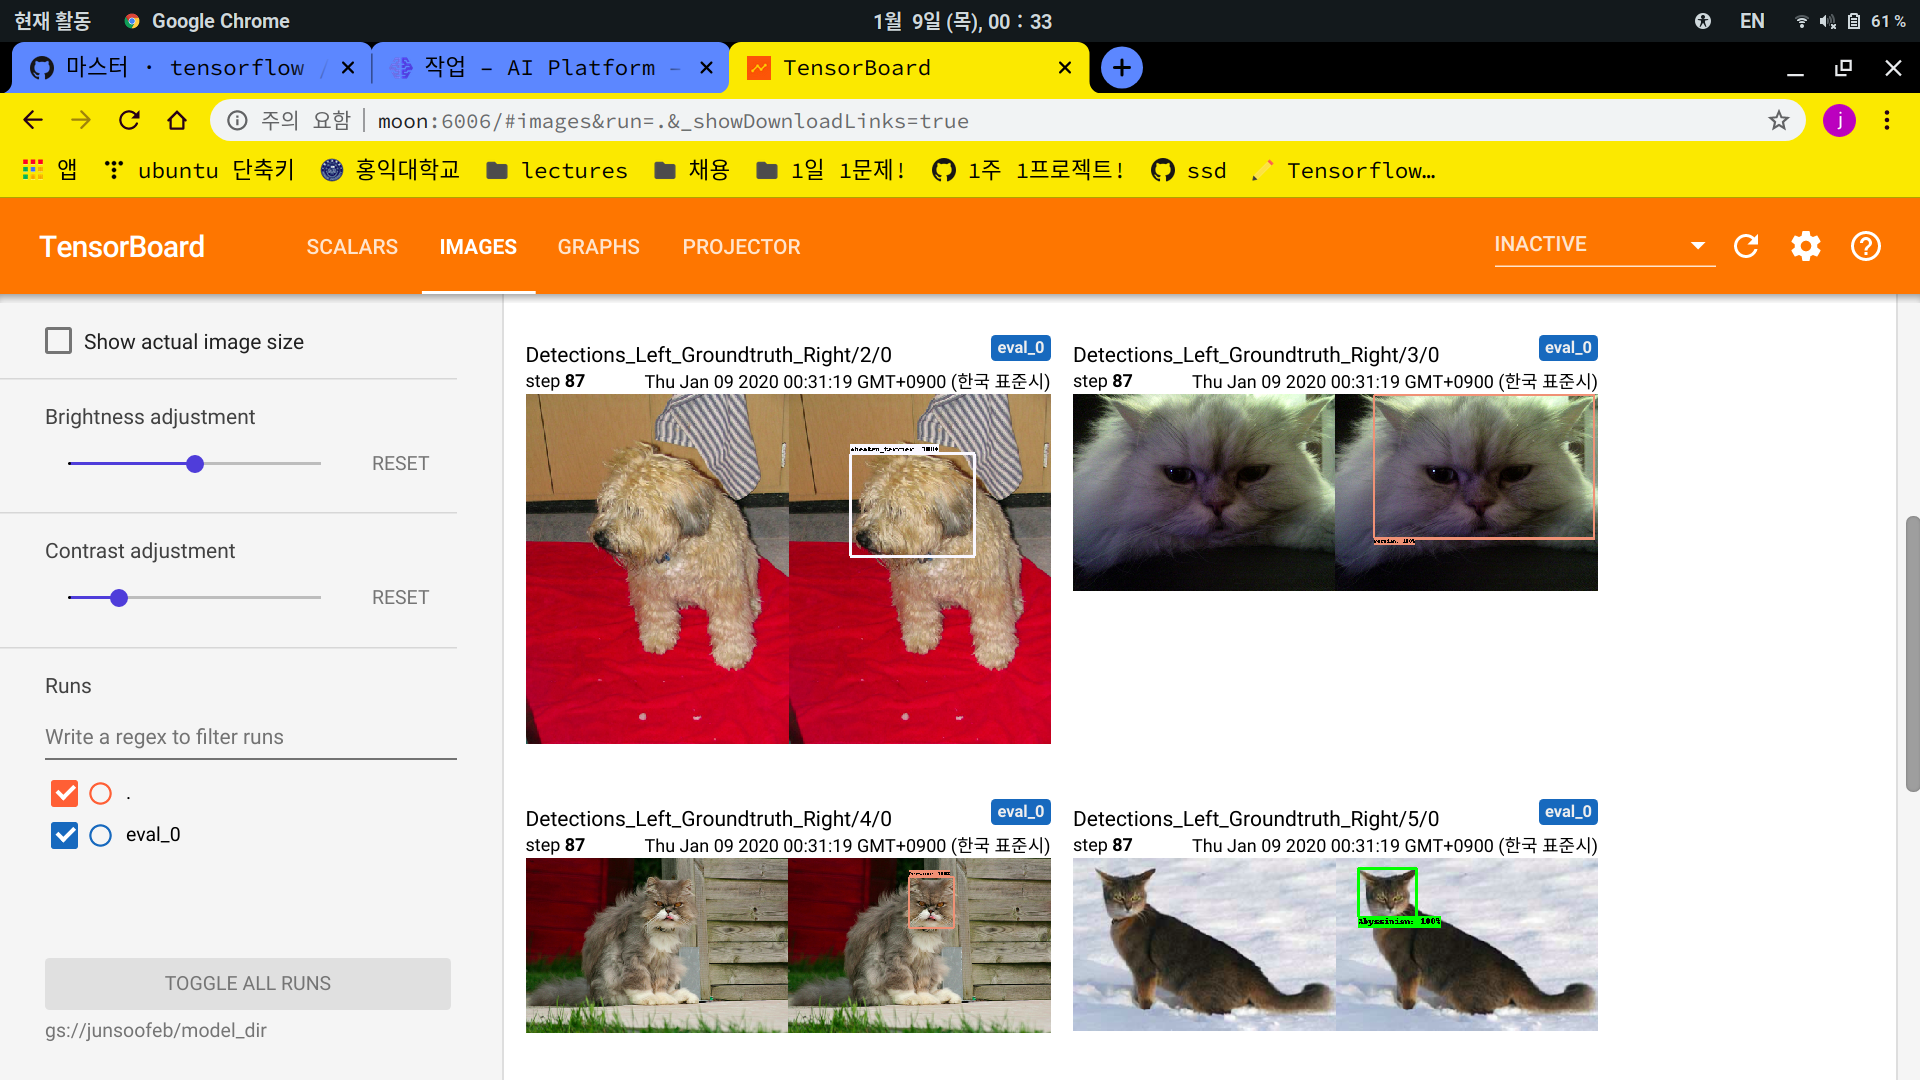 현재 활동
Google Chrome
1월 9일 (목), 00 : 33
EN
61 %
마스터 · tensorflow /
작업 - AI Platform -
TensorBoard
주의 요함
moon:6006/#images&run=.&_showDownloadLinks=true
j
앱
ubuntu 단축키
홍익대학교
lectures
채용
1일 1문제!
1주 1프로젝트!
ssd
Tensorflow…
TensorBoard
SCALARS
IMAGES
GRAPHS
PROJECTOR
INACTIVE
Show actual image size
Brightness adjustment
RESET
Contrast adjustment
RESET
Runs
Write a regex to filter runs
.
eval_0
TOGGLE ALL RUNS
gs://junsoofeb/model_dir
Detections_Left_Groundtruth_Right/2/0
eval_0
step 87
Thu Jan 09 2020 00:31:19 GMT+0900 (한국 표준시)
Detections_Left_Groundtruth_Right/3/0
eval_0
step 87
Thu Jan 09 2020 00:31:19 GMT+0900 (한국 표준시)
Detections_Left_Groundtruth_Right/4/0
eval_0
step 87
Thu Jan 09 2020 00:31:19 GMT+0900 (한국 표준시)
Detections_Left_Groundtruth_Right/5/0
eval_0
step 87
Thu Jan 09 2020 00:31:19 GMT+0900 (한국 표준시)
Abyssinian: 100%